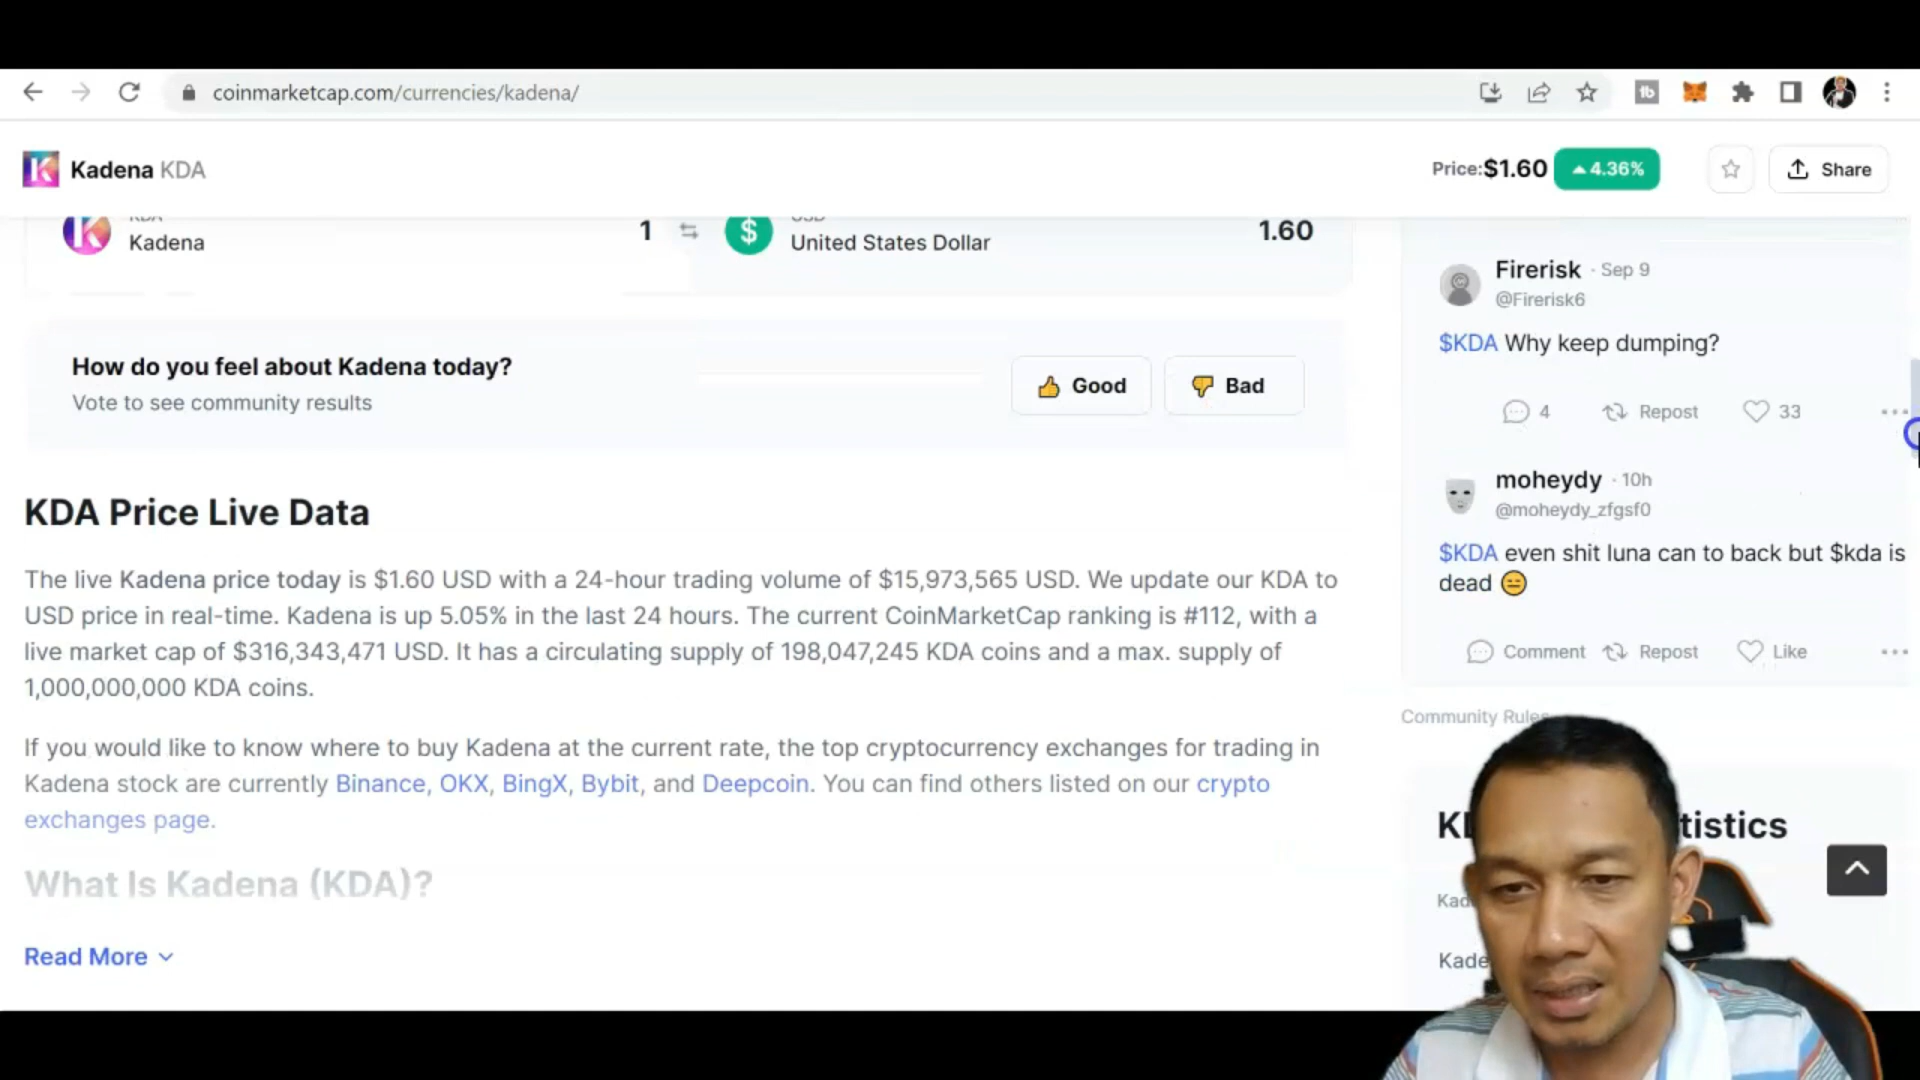 coinmarketcap.com/currencies/kadena/
Kadena KDA
Price:$1.60
4.36%
Share
Kadena
1
United States Dollar
1.60
How do you feel about Kadena today?
Vote to see community results
Good
Bad
KDA Price Live Data
The live Kadena price today is $1.60 USD with a 24-hour trading volume of $15,973,565 USD. We update our KDA to
USD price in real-time. Kadena is up 5.05% in the last 24 hours. The current CoinMarketCap ranking is #112, with a
live market cap of $316,343,471 USD. It has a circulating supply of 198,047,245 KDA coins and a max. supply of
1,000,000,000 KDA coins.
If you would like to know where to buy Kadena at the current rate, the top cryptocurrency exchanges for trading in
Kadena stock are currently Binance, OKX, BingX, Bybit, and Deepcoin. You can find others listed on our crypto
exchanges page.
What Is Kadena (KDA)?
Read More
Firerisk · Sep 9
@Firerisk6
$KDA Why keep dumping?
4
Repost
33
moheydy · 10h
@moheydy_zfgsf0
$KDA even shit luna can to back but $kda is
dead
Comment
Repost
Like
Community Rules